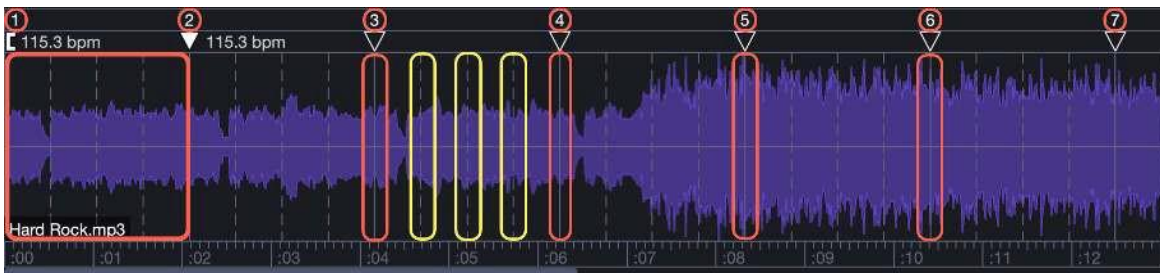 1 2 3 4 5 6 7
115.3 bpm 115.3 bpm
Hard Rock.mp3
:00 :01 :02 :03 :04 :05 :06 :07 :08 :09 :10 :11 :12